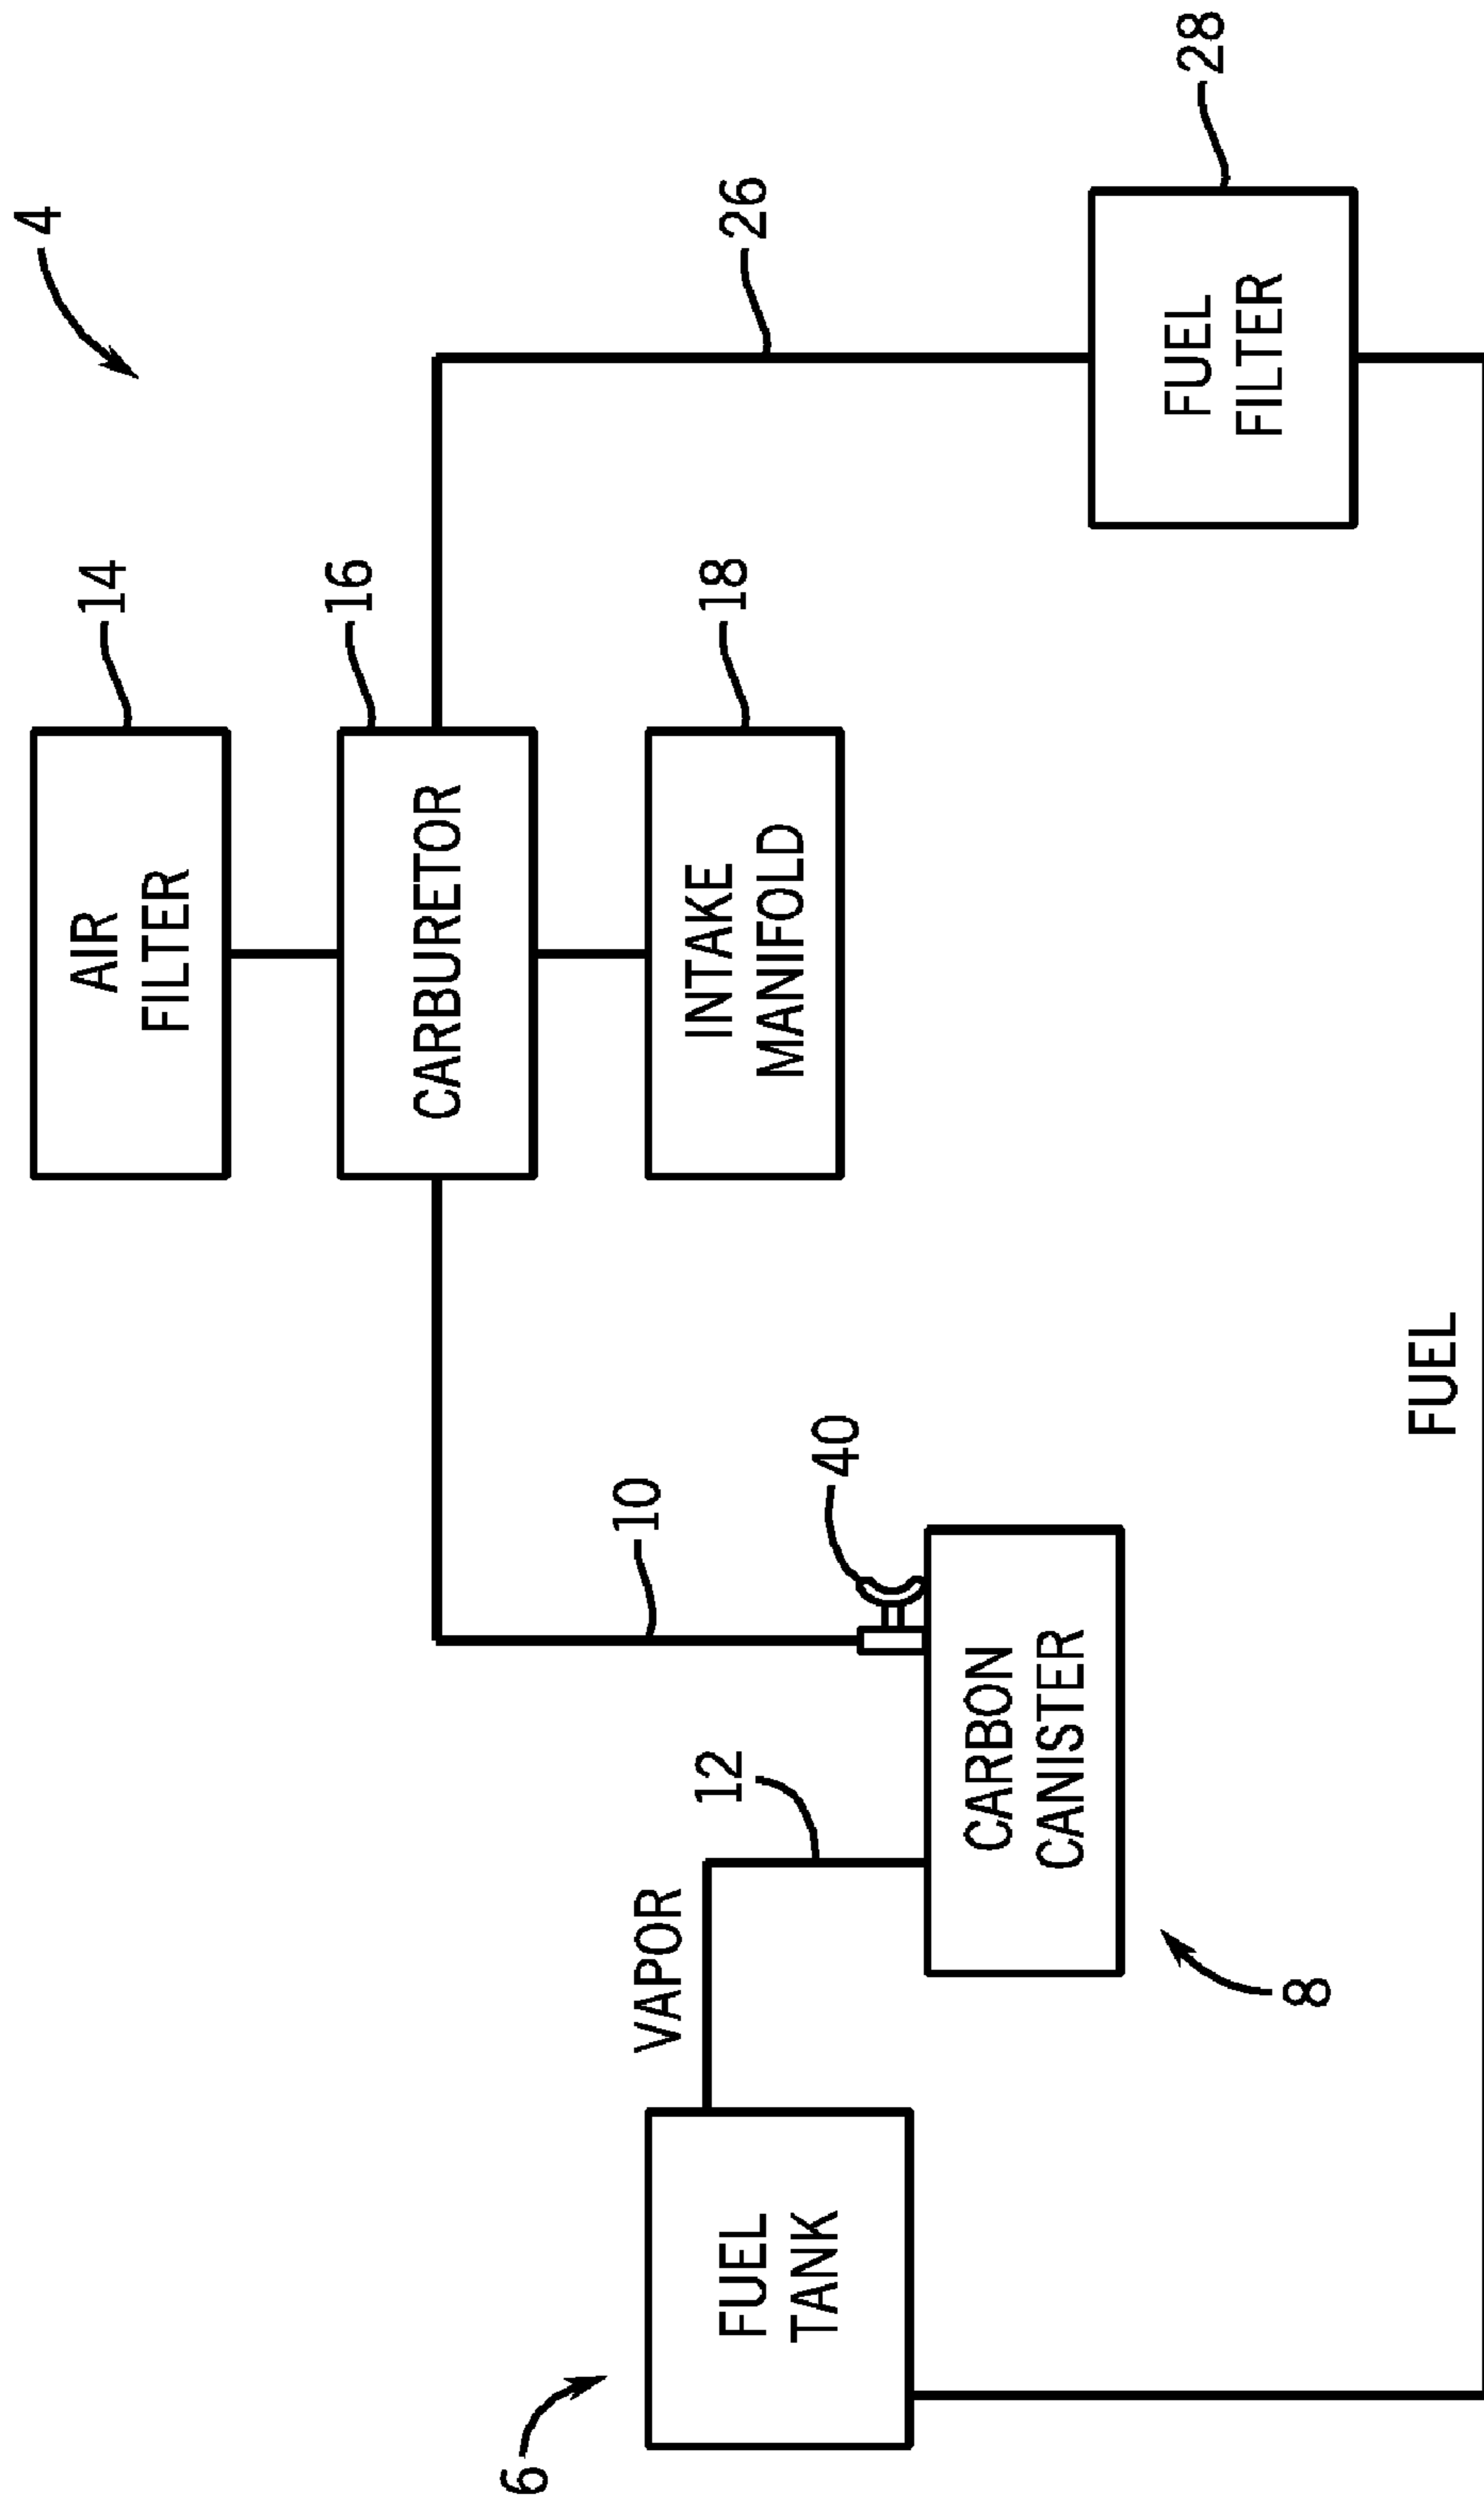 4
AIR
FILTER
14
CARBURETOR
16
INTAKE
MANIFOLD
18
26
FUEL
FILTER
28
10
40
12
VAPOR
CARBON
CANISTER
8
FUEL
TANK
6
FUEL